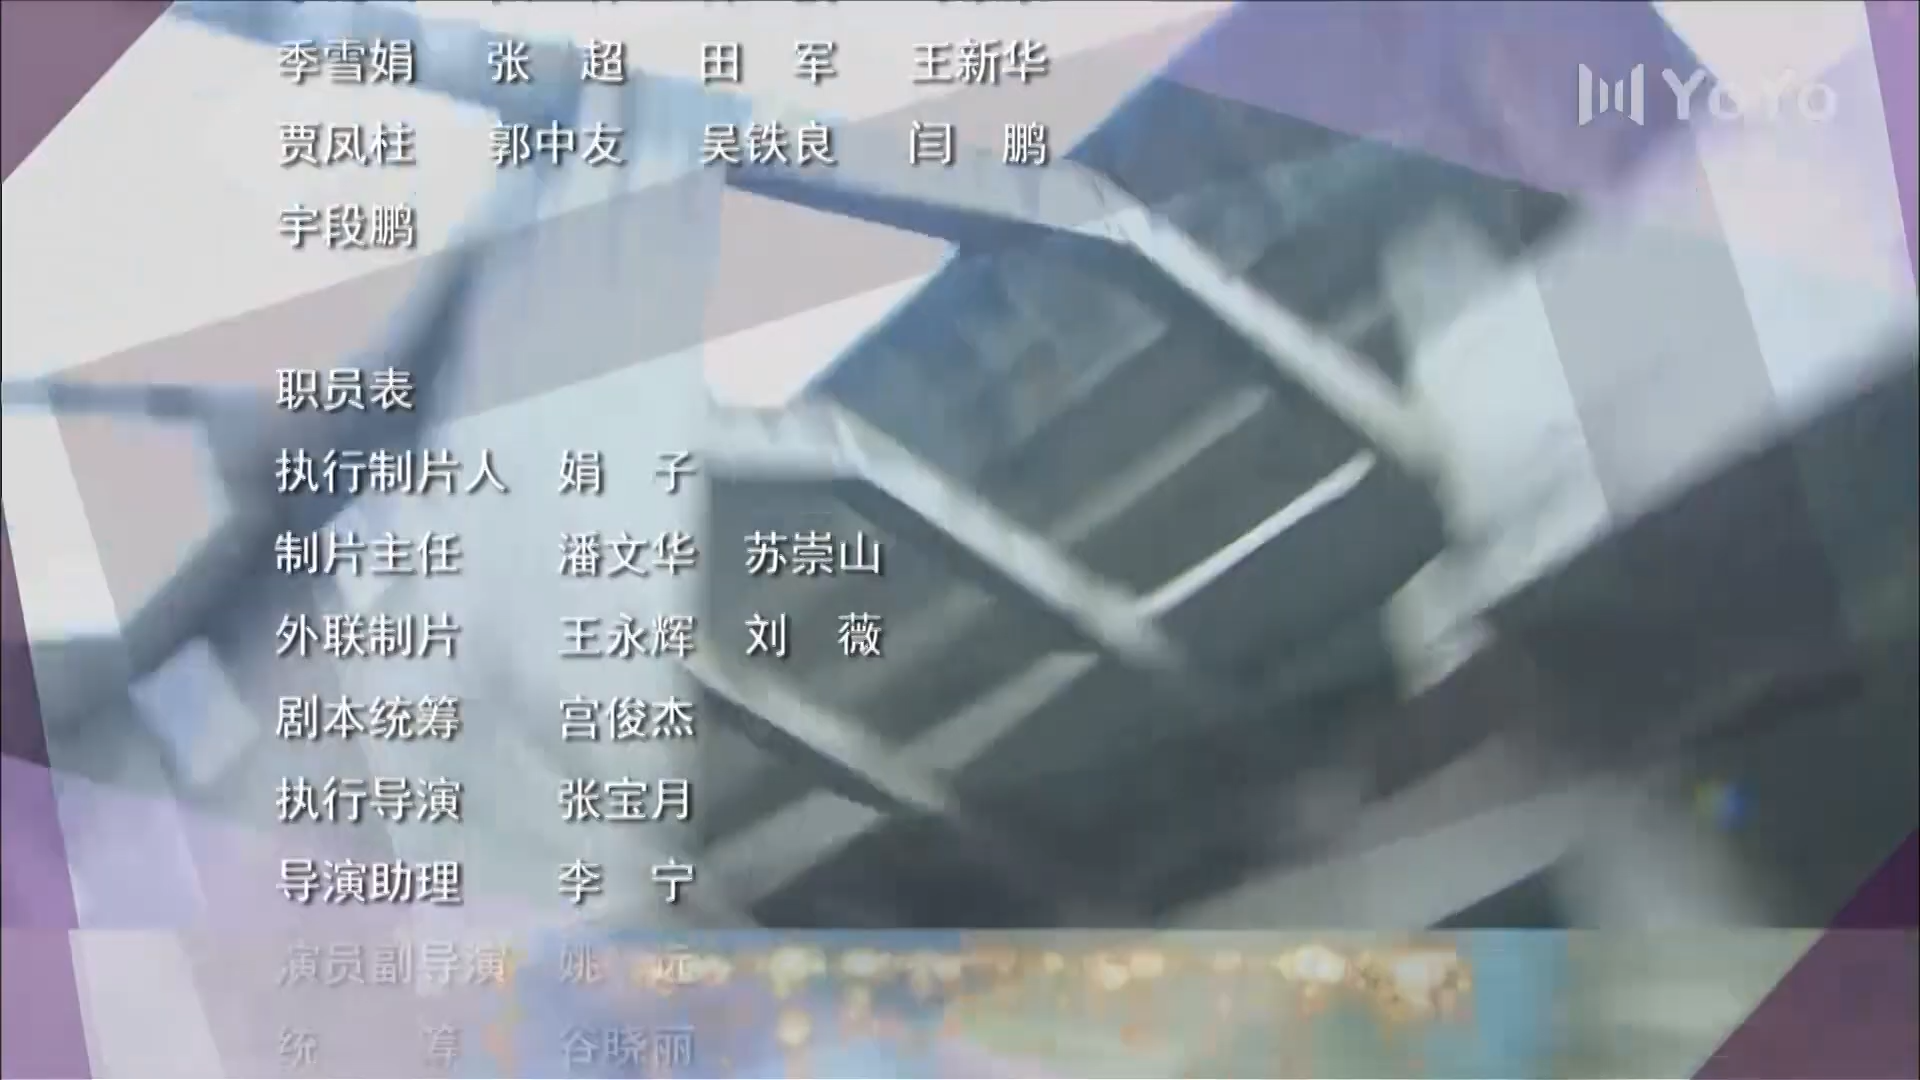 季雪娟 张 超 田 军 王新华
YoYo
贾凤柱 郭中友 吴铁良 闫 鹏
宇段鹏
职员表
执行制片人 娟 子
制片主任 潘文华 苏崇山
外联制片 王永辉 刘 薇
剧本统筹 宫俊杰
执行导演 张宝月
导演助理 李 宁
演员副导演 姚 远
统 筹 谷晓丽